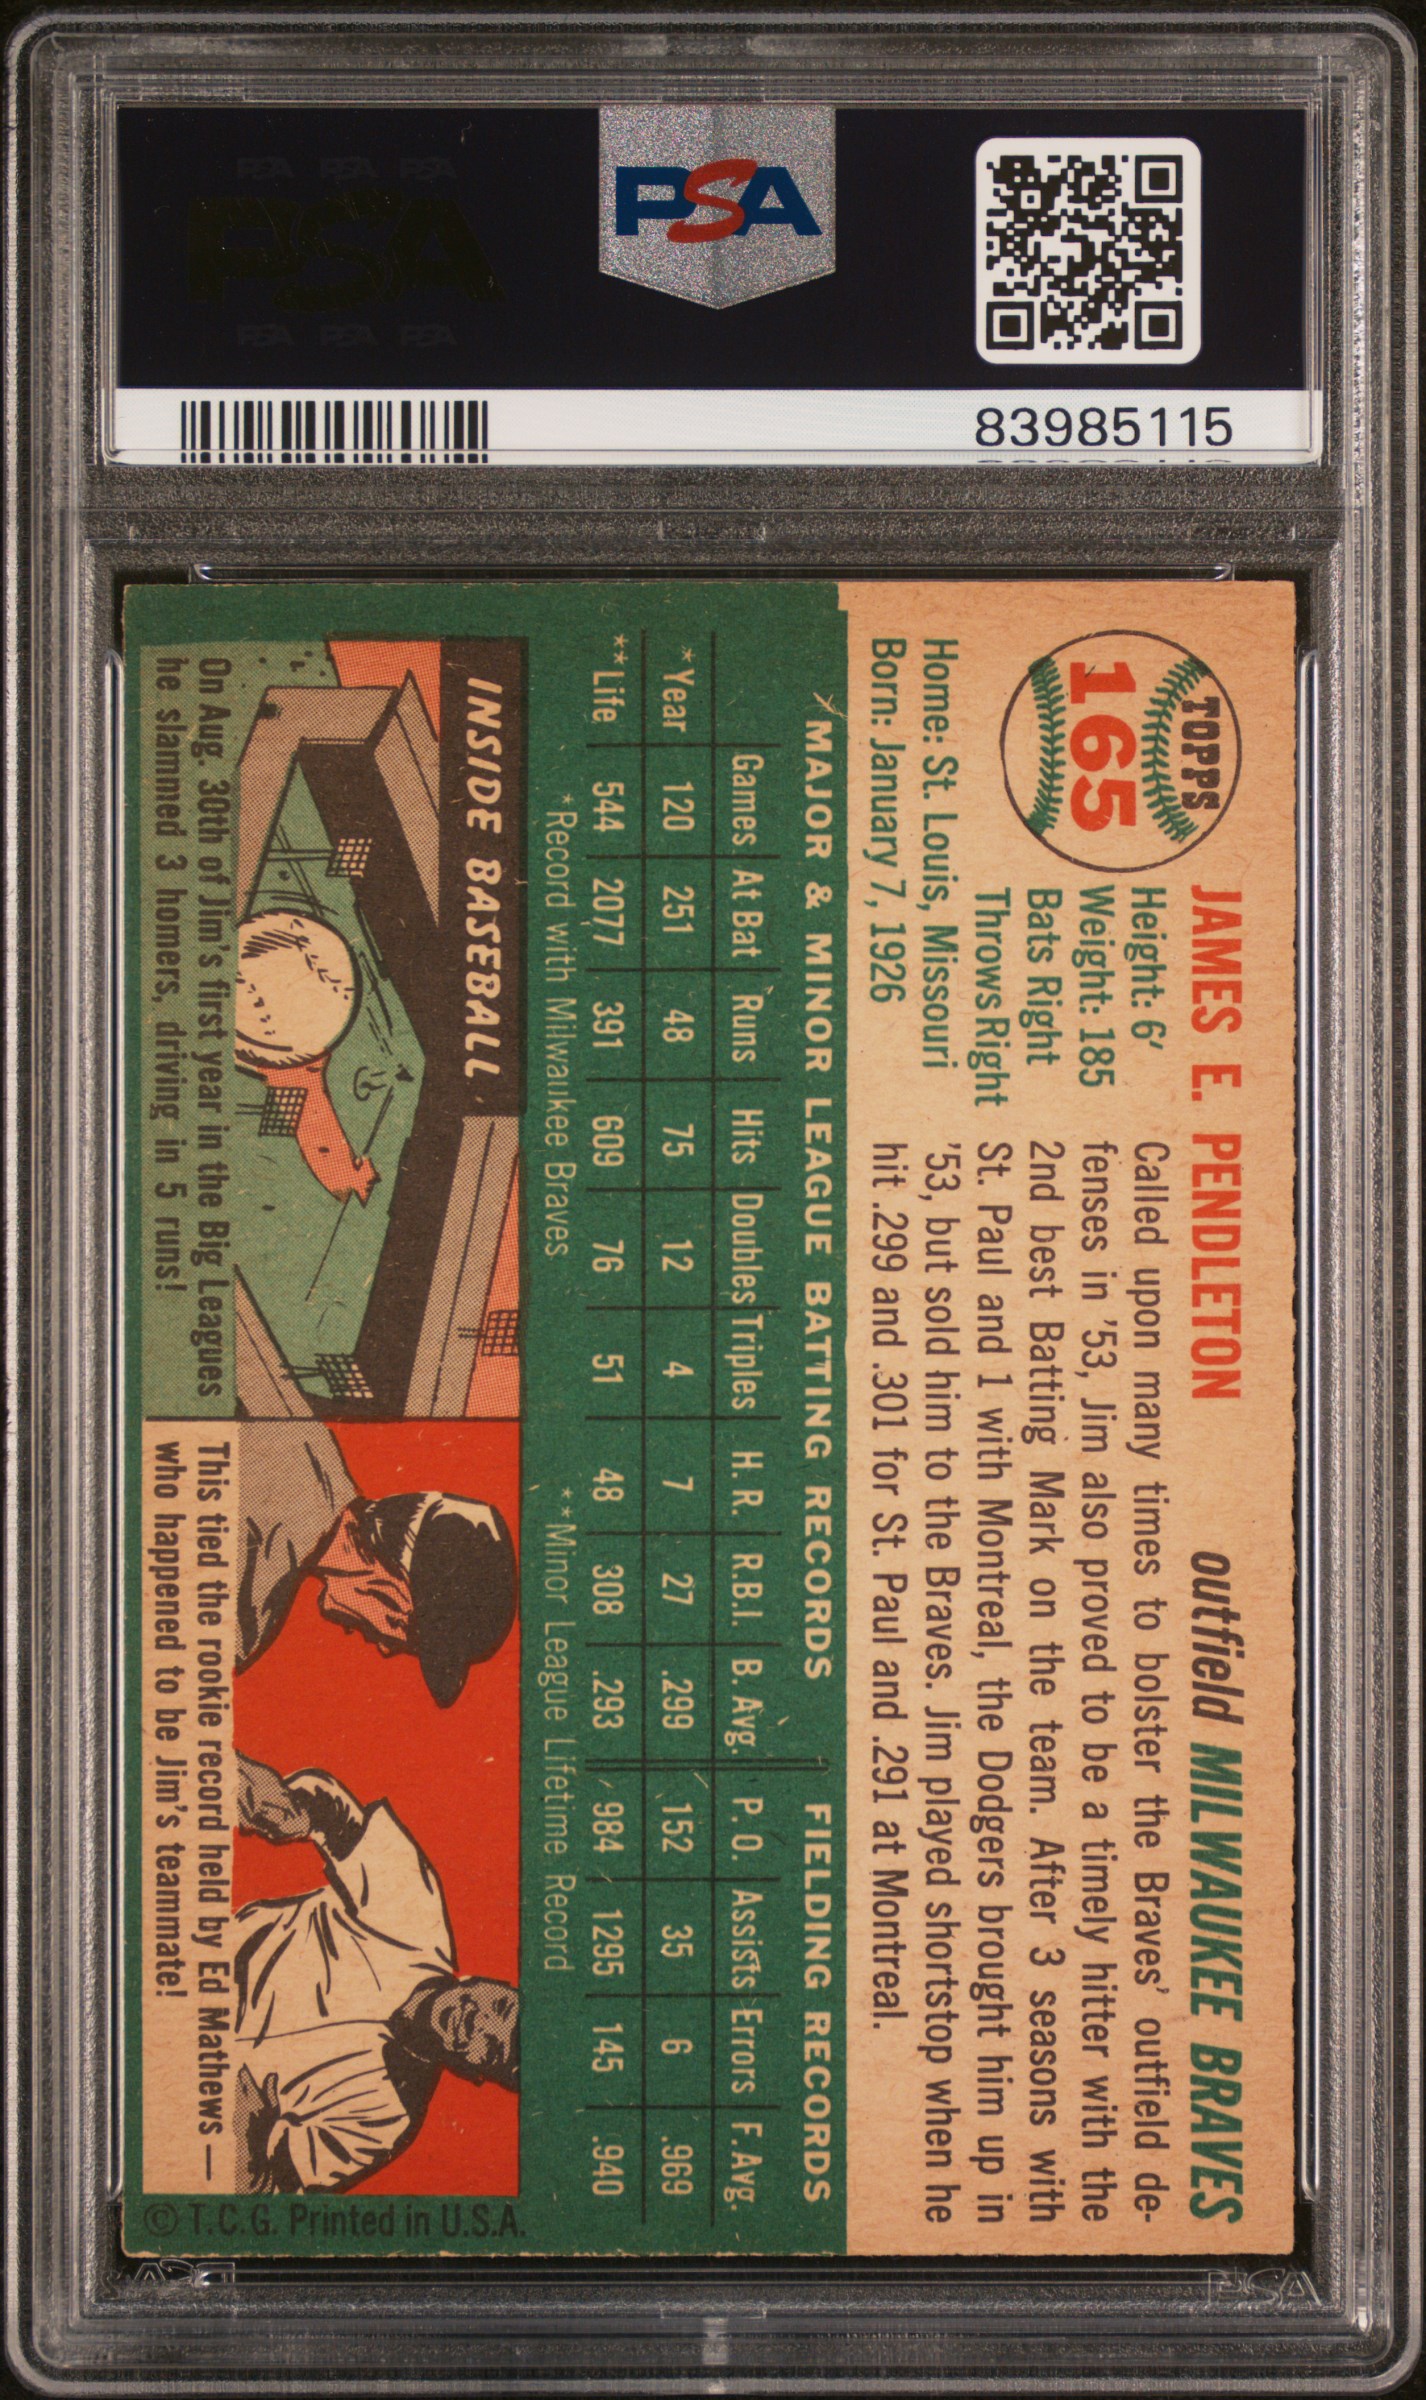 PSA PSA PSA
PSA
PSA PSA PSA
PSA
83985115
TOPPS
165
JAMES E. PENDLETON
outfield MILWAUKEE BRAVES
Height: 6'
Weight: 185
Bats Right
Throws Right
Home: St. Louis, Missouri
Born: January 7, 1926
Called upon many times to bolster the Braves' outfield de-
fenses in '53, Jim also proved to be a timely hitter with the
2nd best Batting Mark on the team. After 3 seasons with
St. Paul and 1 with Montreal, the Dodgers brought him up in
'53, but sold him to the Braves. Jim played shortstop when he
hit .299 and .301 for St. Paul and .291 at Montreal.
MAJOR & MINOR LEAGUE BATTING RECORDS FIELDING RECORDS
Games At Bat Runs Hits Doubles Triples H. R. R.B.I. B. Avg. P. O. Assists Errors F. Avg.
*Year 120 251 48 75 12 4 7 27 .299 152 35 6 .969
**Life 544 2077 391 609 76 51 48 308 .293 984 1295 145 .940
*Record with Milwaukee Braves **Minor League Lifetime Record
INSIDE BASEBALL
On Aug. 30th of Jim's first year in the Big Leagues
he slammed 3 homers, driving in 5 runs!
This tied the rookie record held by Ed Mathews—
who happened to be Jim's teammate!
© T.C.G. Printed in U.S.A.
PSA
PSA